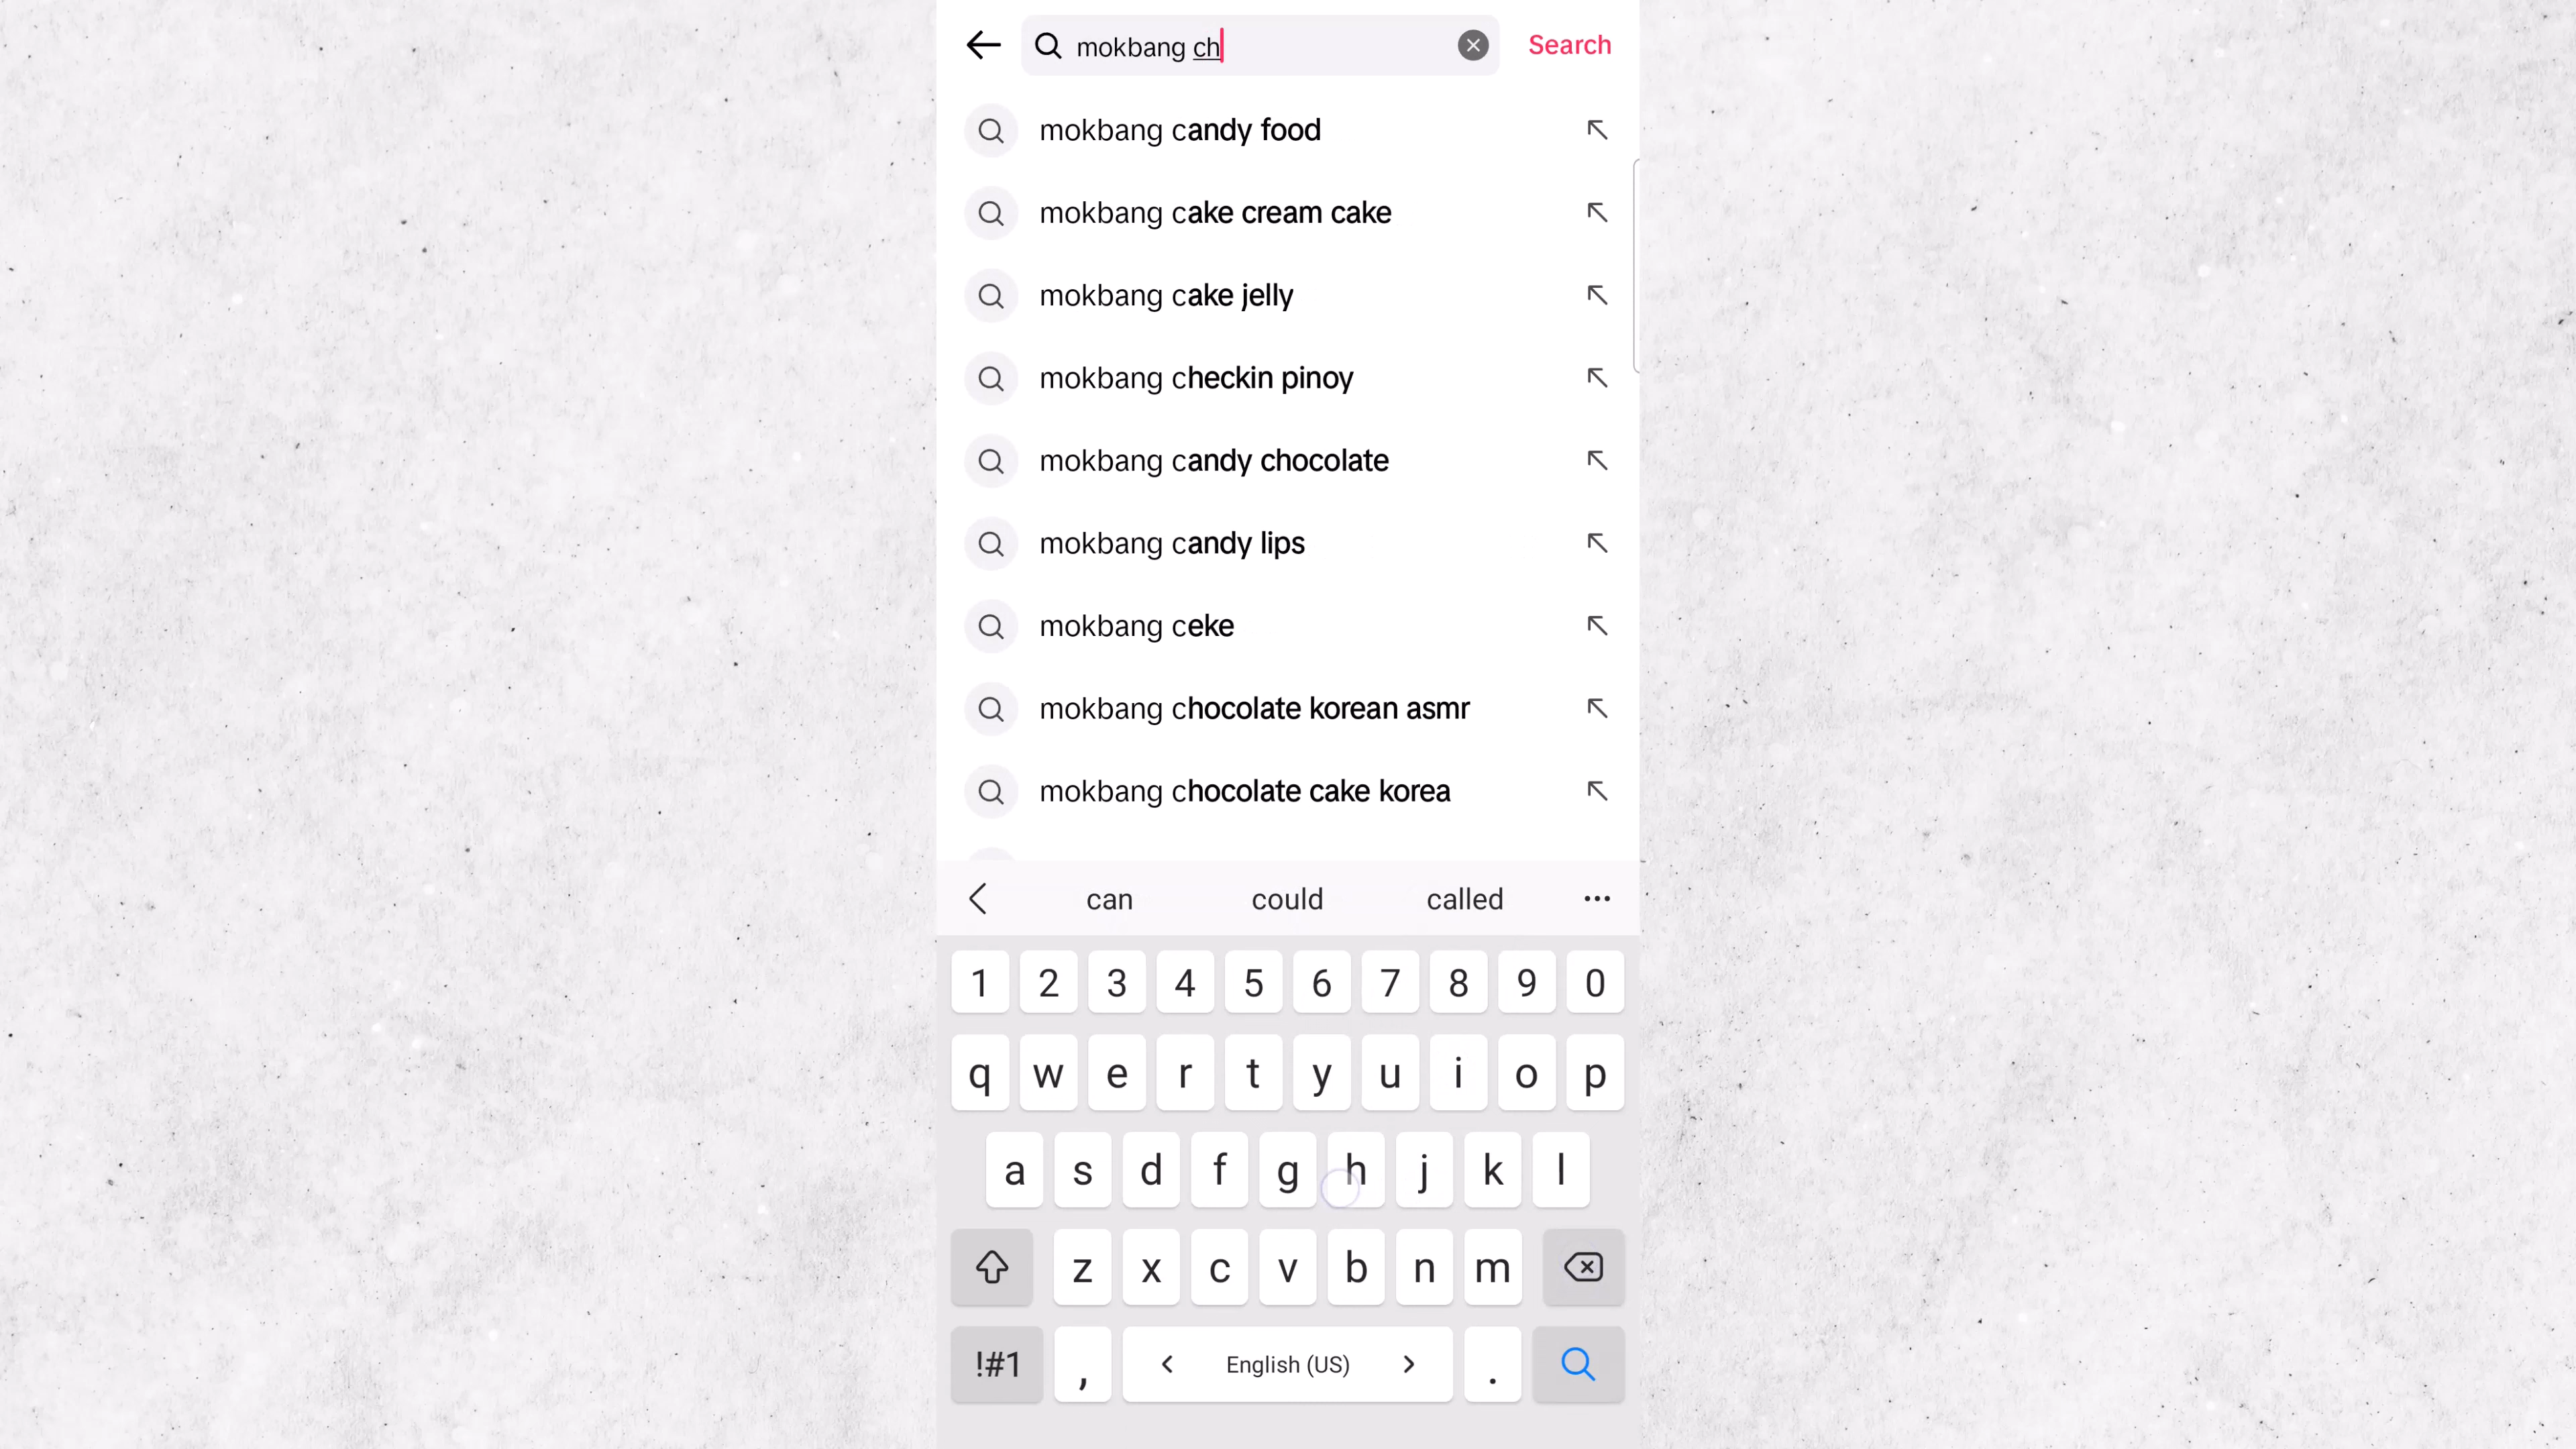 mokbang ch
Search
mokbang candy food
mokbang cake cream cake
mokbang cake jelly
mokbang checkin pinoy
mokbang candy chocolate
mokbang candy lips
mokbang ceke
mokbang chocolate korean asmr
mokbang chocolate cake korea
can could called
1 2 3 4 5 6 7 8 9 0
q w e r t y u i o p
a s d f g h j k l
z x c v b n m
!#1 , English (US) .